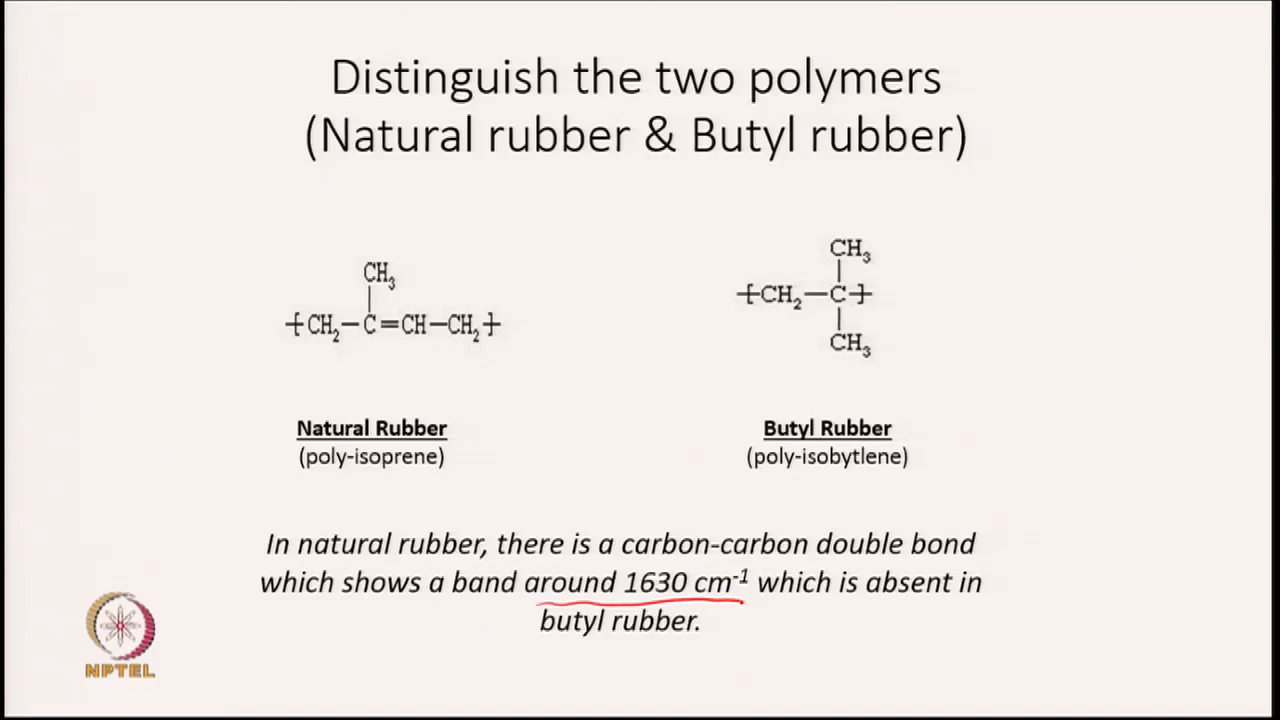 Distinguish the two polymers
(Natural rubber & Butyl rubber)
CH3
-[-CH2-C=CH-CH2-]-
CH3
-[-CH2-C-]-
CH3
Natural Rubber
(poly-isoprene)
Butyl Rubber
(poly-isobytlene)
In natural rubber, there is a carbon-carbon double bond
which shows a band around 1630 cm-1 which is absent in
butyl rubber.
NPTEL